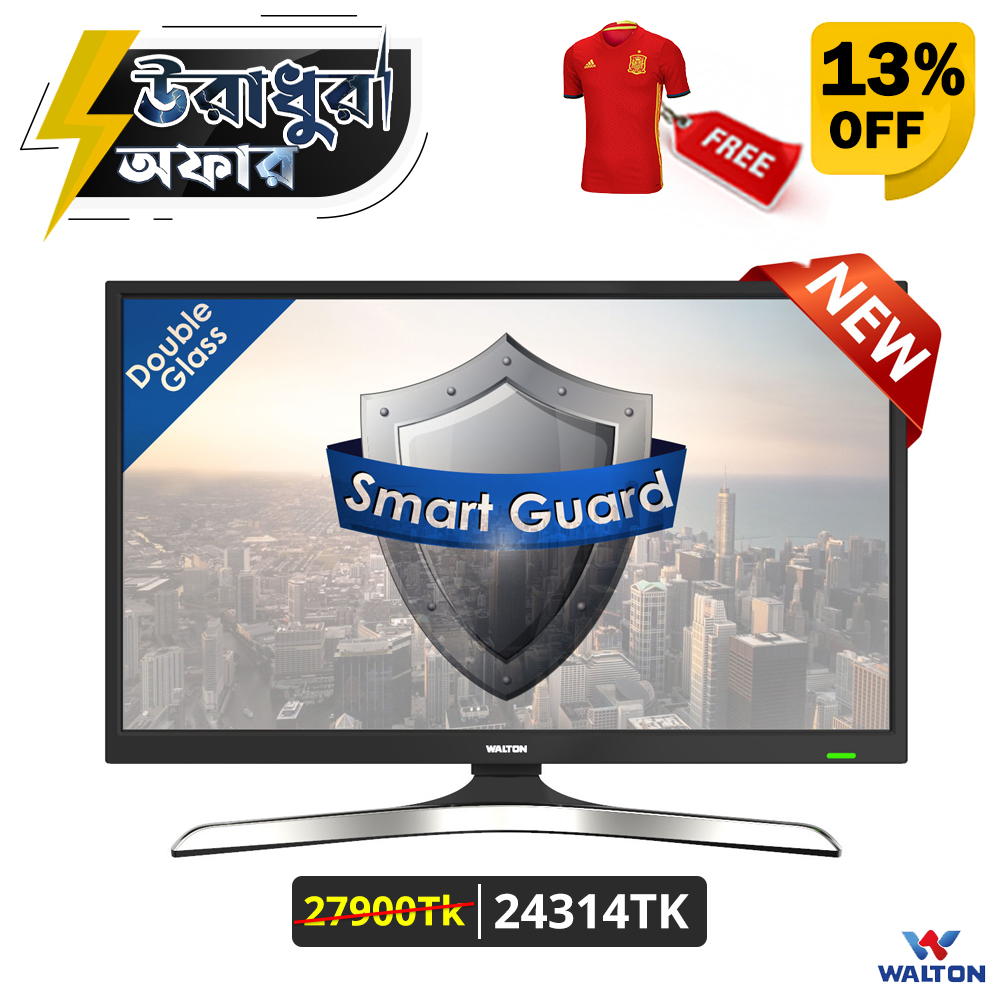 উরাধুরা
অফার
FREE
13%
OFF
NEW
Double
Glass
Smart Guard
WALTON
27900Tk
24314TK
WALTON